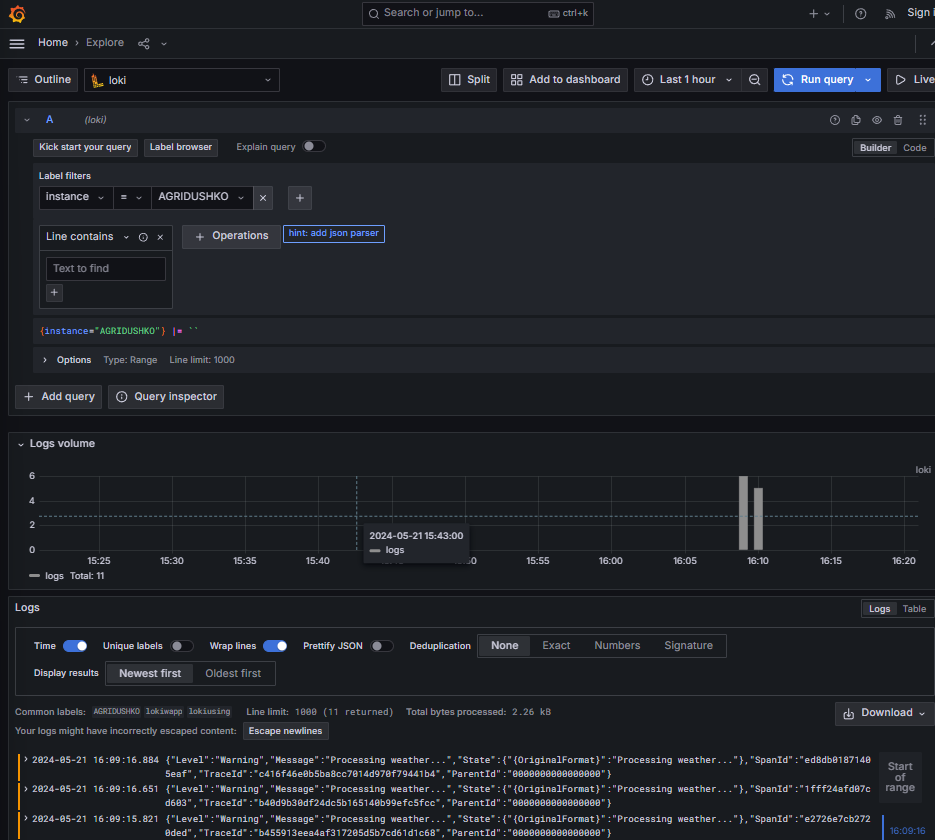 Search or jump to... ctrl+k Sign i
Home › Explore
Outline loki Split Add to dashboard Last 1 hour Run query Live
A (loki)
Kick start your query Label browser Explain query Builder Code
Label filters
instance = AGRIDUSHKO
Line contains + Operations hint: add json parser
Text to find
+
{instance="AGRIDUSHKO"} |= ``
Options Type: Range Line limit: 1000
+ Add query Query inspector
Logs volume
loki
6
4
2
0
2024-05-21 15:43:00
logs
15:25 15:30 15:35 15:40 15:55 16:00 16:05 16:10 16:15 16:20
logs Total: 11
Logs Logs Table
Time Unique labels Wrap lines Prettify JSON Deduplication None Exact Numbers Signature
Display results Newest first Oldest first
Common labels: AGRIDUSHKO lokiwapp lokiusing Line limit: 1000 (11 returned) Total bytes processed: 2.26 kB
Download
Your logs might have incorrectly escaped content: Escape newlines
2024-05-21 16:09:16.884 {"Level":"Warning","Message":"Processing weather...","State":{"{OriginalFormat}":"Processing weather..."},"SpanId":"ed8db0187140
5eaf","TraceId":"c416f46e0b5ba8cc7014d970f79441b4","ParentId":"0000000000000000"}
2024-05-21 16:09:16.651 {"Level":"Warning","Message":"Processing weather...","State":{"{OriginalFormat}":"Processing weather..."},"SpanId":"1fff24afd07c
d603","TraceId":"b40d9b30df24dc5b165140b99efc5fcc","ParentId":"0000000000000000"}
2024-05-21 16:09:15.821 {"Level":"Warning","Message":"Processing weather...","State":{"{OriginalFormat}":"Processing weather..."},"SpanId":"e2726e7cb272
0ded","TraceId":"b455913eea4af317205d5b7cd61d1c68","ParentId":"0000000000000000"}
Start
of
range
16:09:16